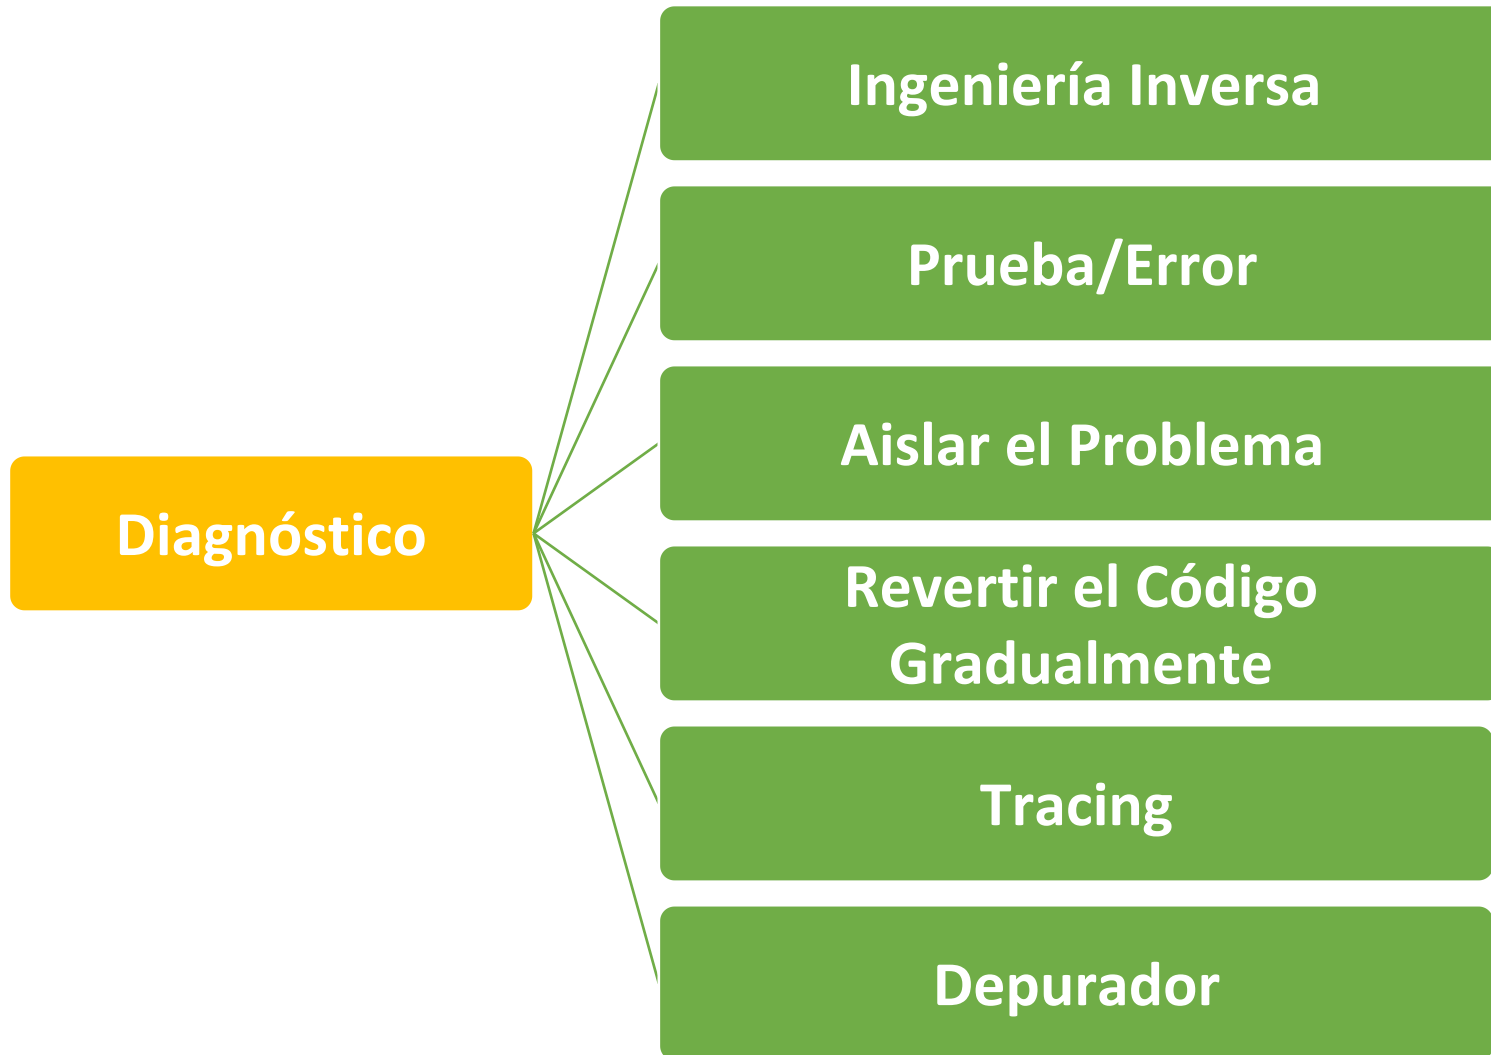 Ingeniería Inversa
Prueba/Error
Aislar el Problema
Diagnóstico
Revertir el Código
Gradualmente
Tracing
Depurador